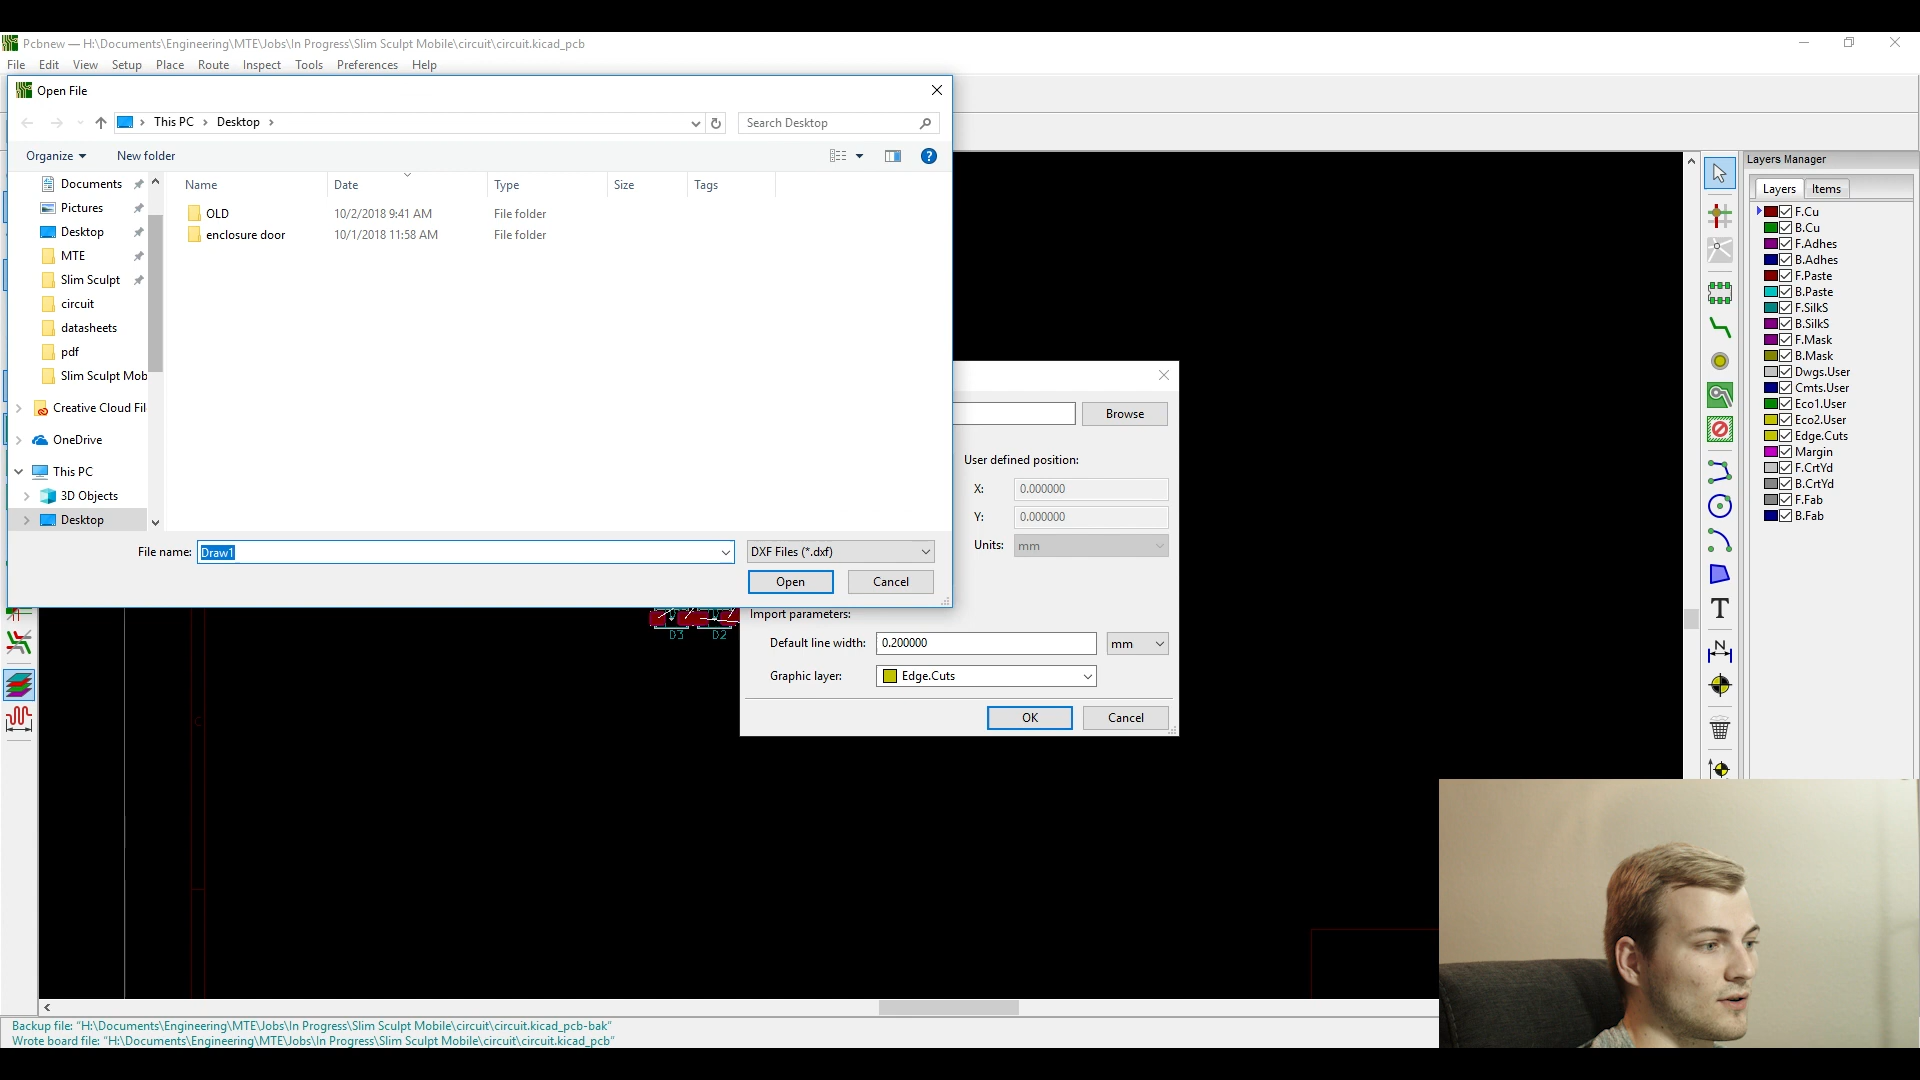 Pcbnew — H:\Documents\Engineering\MTE\Jobs\In Progress\Slim Sculpt Mobile\circuit\circuit.kicad_pcb
File Edit View Setup Place Route Inspect Tools Preferences Help
Open File
This PC > Desktop >
Search Desktop
Organize
New folder
Name Date Type Size Tags
OLD 10/2/2018 9:41 AM File folder
enclosure door 10/1/2018 11:58 AM File folder
Documents
Pictures
Desktop
MTE
Slim Sculpt
circuit
datasheets
pdf
Slim Sculpt Mob
Creative Cloud Fil
OneDrive
This PC
3D Objects
Desktop
File name: Draw1
DXF Files (*.dxf)
Open
Cancel
Browse
User defined position:
X: 0.000000
Y: 0.000000
Units: mm
Import parameters:
Default line width: 0.200000 mm
Graphic layer: Edge.Cuts
OK
Cancel
D3 D2
C
Layers Manager
Layers Items
F.Cu
B.Cu
F.Adhes
B.Adhes
F.Paste
B.Paste
F.SilkS
B.SilkS
F.Mask
B.Mask
Dwgs.User
Cmts.User
Eco1.User
Eco2.User
Edge.Cuts
Margin
F.CrtYd
B.CrtYd
F.Fab
B.Fab
T
N
Backup file: "H:\Documents\Engineering\MTE\Jobs\In Progress\Slim Sculpt Mobile\circuit\circuit.kicad_pcb-bak"
Wrote board file: "H:\Documents\Engineering\MTE\Jobs\In Progress\Slim Sculpt Mobile\circuit\circuit.kicad_pcb"